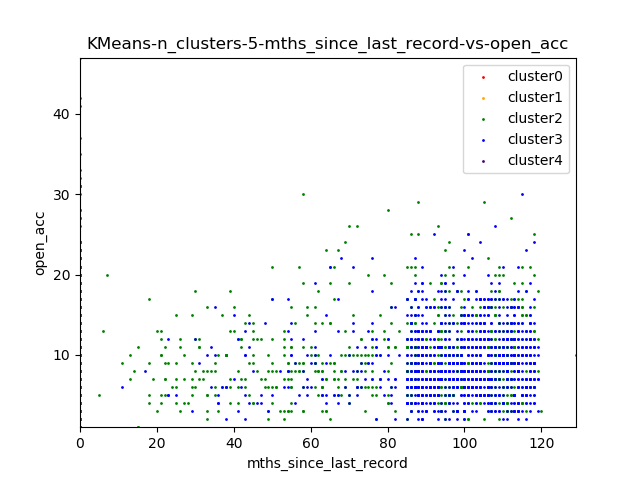 KMeans-n_clusters-5-mths_since_last_record-vs-open_acc
cluster0
cluster1
cluster2
cluster3
cluster4
open_acc
40
30
20
10
0 20 40 60 80 100 120
mths_since_last_record